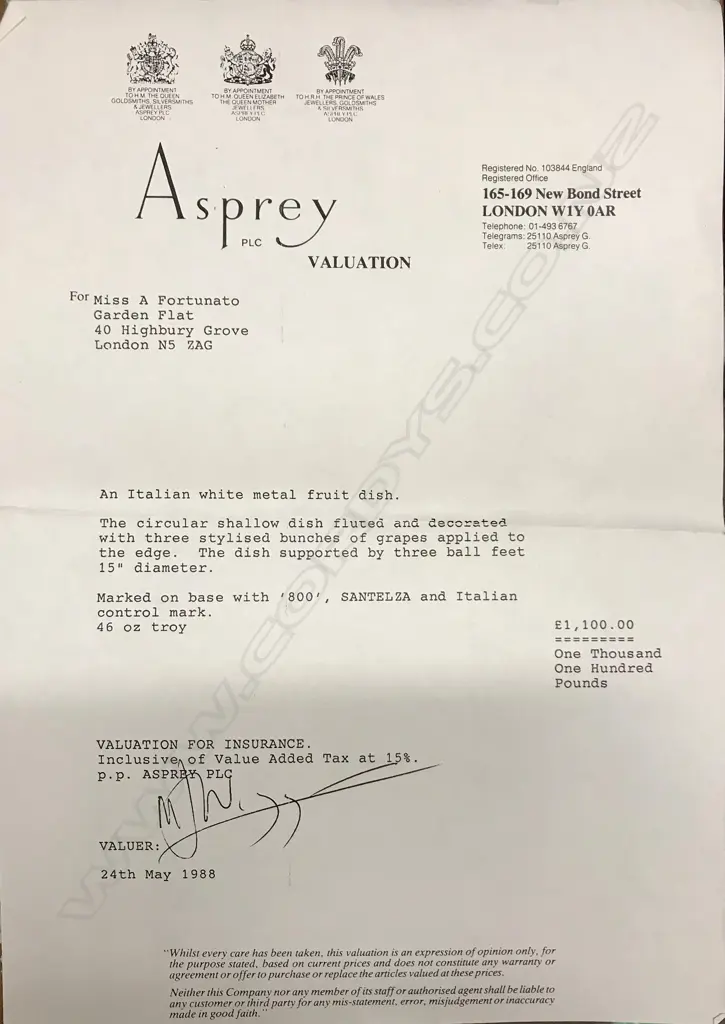 BY APPOINTMENT
TO H.M. THE QUEEN
GOLDSMITHS, SILVERSMITHS
& JEWELLERS
ASPREY PLC
LONDON
BY APPOINTMENT
TO H.M. QUEEN ELIZABETH
THE QUEEN MOTHER
JEWELLERS
ASPREY PLC
LONDON
BY APPOINTMENT
TO H.R.H. THE PRINCE OF WALES
JEWELLERS, GOLDSMITHS
& SILVERSMITHS
ASPREY PLC
LONDON
Asprey
PLC
VALUATION
Registered No. 103844 England
Registered Office
165-169 New Bond Street
LONDON W1Y 0AR
Telephone: 01-493 6767
Telegrams: 25110 Asprey G.
Telex: 25110 Asprey G.
For Miss A Fortunato
Garden Flat
40 Highbury Grove
London N5 ZAG
An Italian white metal fruit dish.
The circular shallow dish fluted and decorated
with three stylised bunches of grapes applied to
the edge. The dish supported by three ball feet
15" diameter.
Marked on base with '800', SANTELZA and Italian
control mark.
46 oz troy
£1,100.00
=========
One Thousand
One Hundred
Pounds
VALUATION FOR INSURANCE.
Inclusive of Value Added Tax at 15%.
p.p. ASPREY PLC
VALUER:
24th May 1988
"Whilst every care has been taken, this valuation is an expression of opinion only, for
the purpose stated, based on current prices and does not constitute any warranty or
agreement or offer to purchase or replace the articles valued at these prices.
Neither this Company nor any member of its staff or authorised agent shall be liable to
any customer or third party for any mis-statement, error, misjudgement or inaccuracy
made in good faith."
WWW.CORDYS.CO.NZ